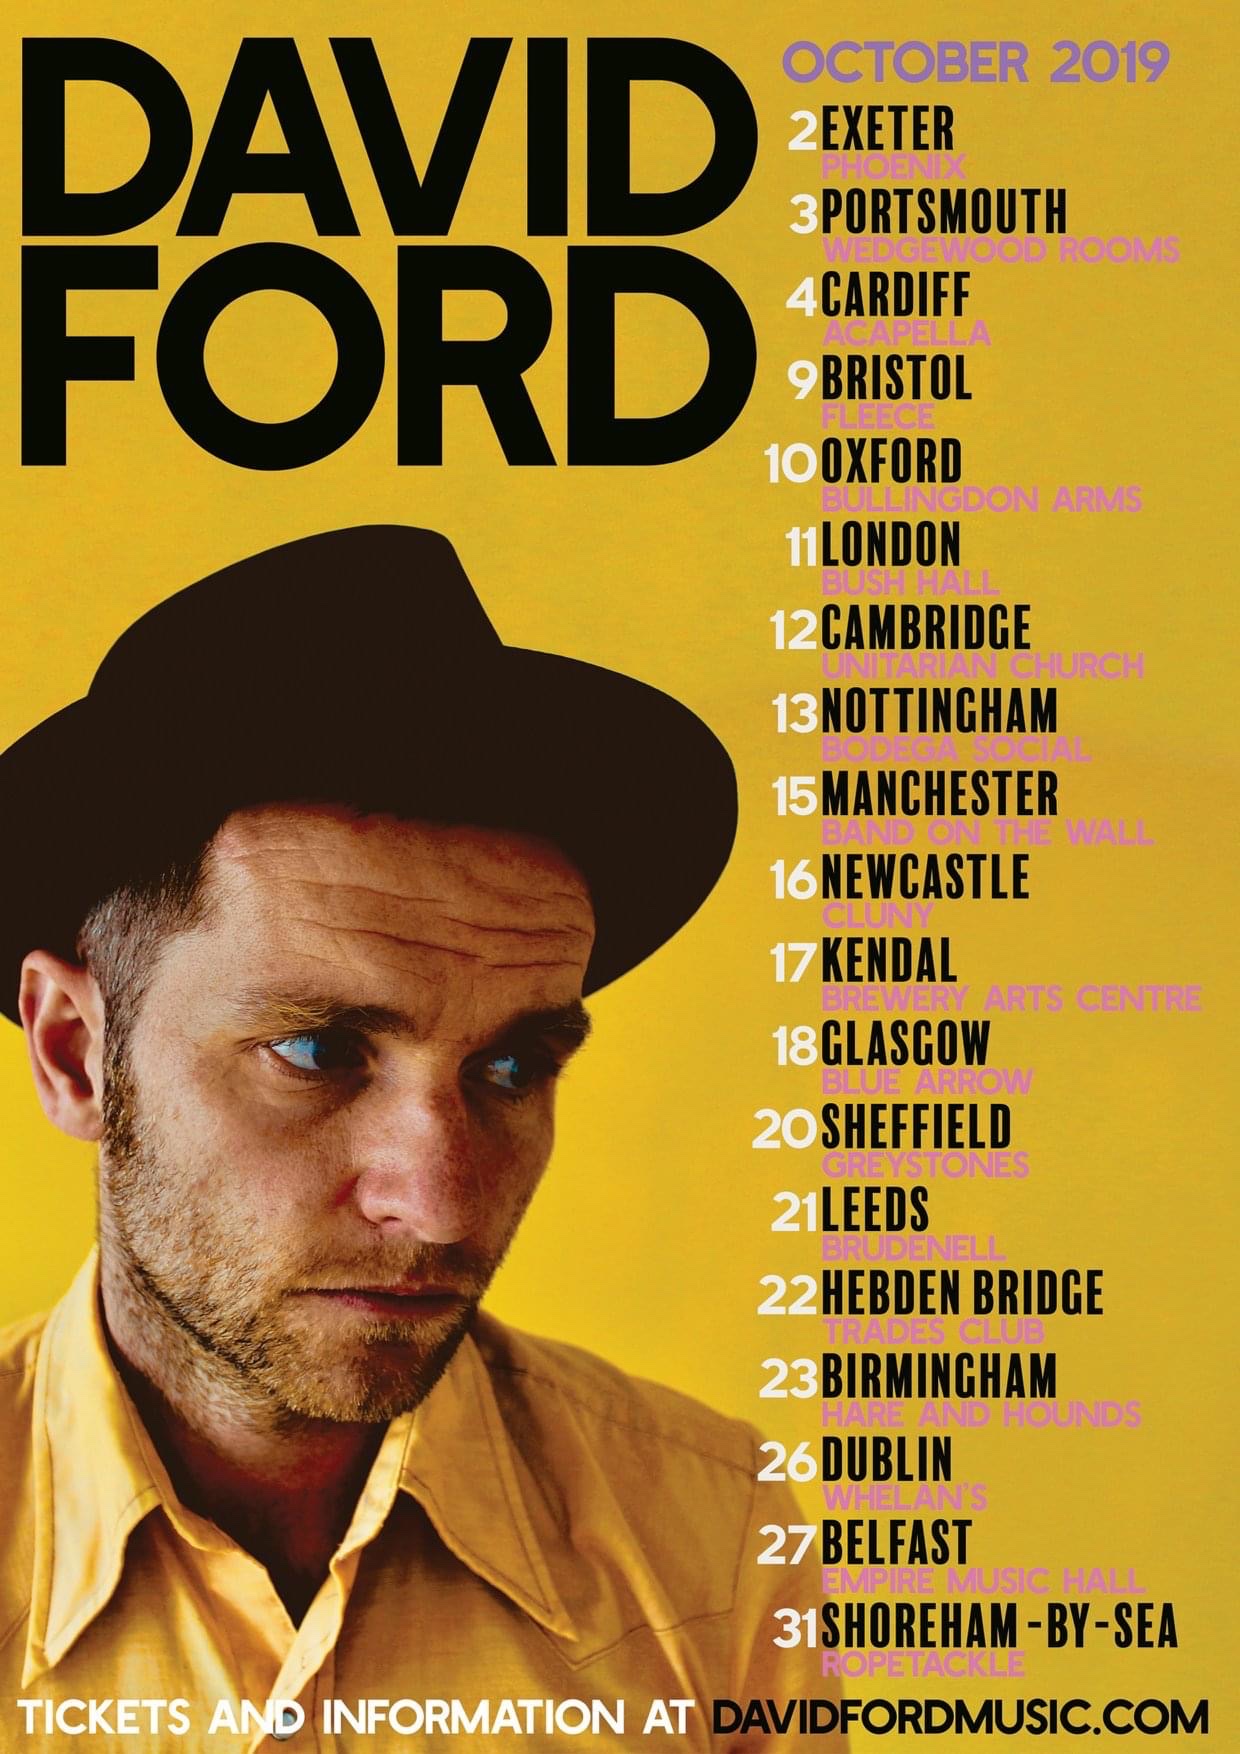 DAVID
FORD
OCTOBER 2019
2 EXETER
PHOENIX
3 PORTSMOUTH
WEDGEWOOD ROOMS
4 CARDIFF
ACAPELLA
9 BRISTOL
FLEECE
10 OXFORD
BULLINGDON ARMS
11 LONDON
BUSH HALL
12 CAMBRIDGE
UNITARIAN CHURCH
13 NOTTINGHAM
BODEGA SOCIAL
15 MANCHESTER
BAND ON THE WALL
16 NEWCASTLE
CLUNY
17 KENDAL
BREWERY ARTS CENTRE
18 GLASGOW
BLUE ARROW
20 SHEFFIELD
GREYSTONES
21 LEEDS
BRUDENELL
22 HEBDEN BRIDGE
TRADES CLUB
23 BIRMINGHAM
HARE AND HOUNDS
26 DUBLIN
WHELAN'S
27 BELFAST
EMPIRE MUSIC HALL
31 SHOREHAM-BY-SEA
ROPETACKLE
TICKETS AND INFORMATION AT DAVIDFORDMUSIC.COM